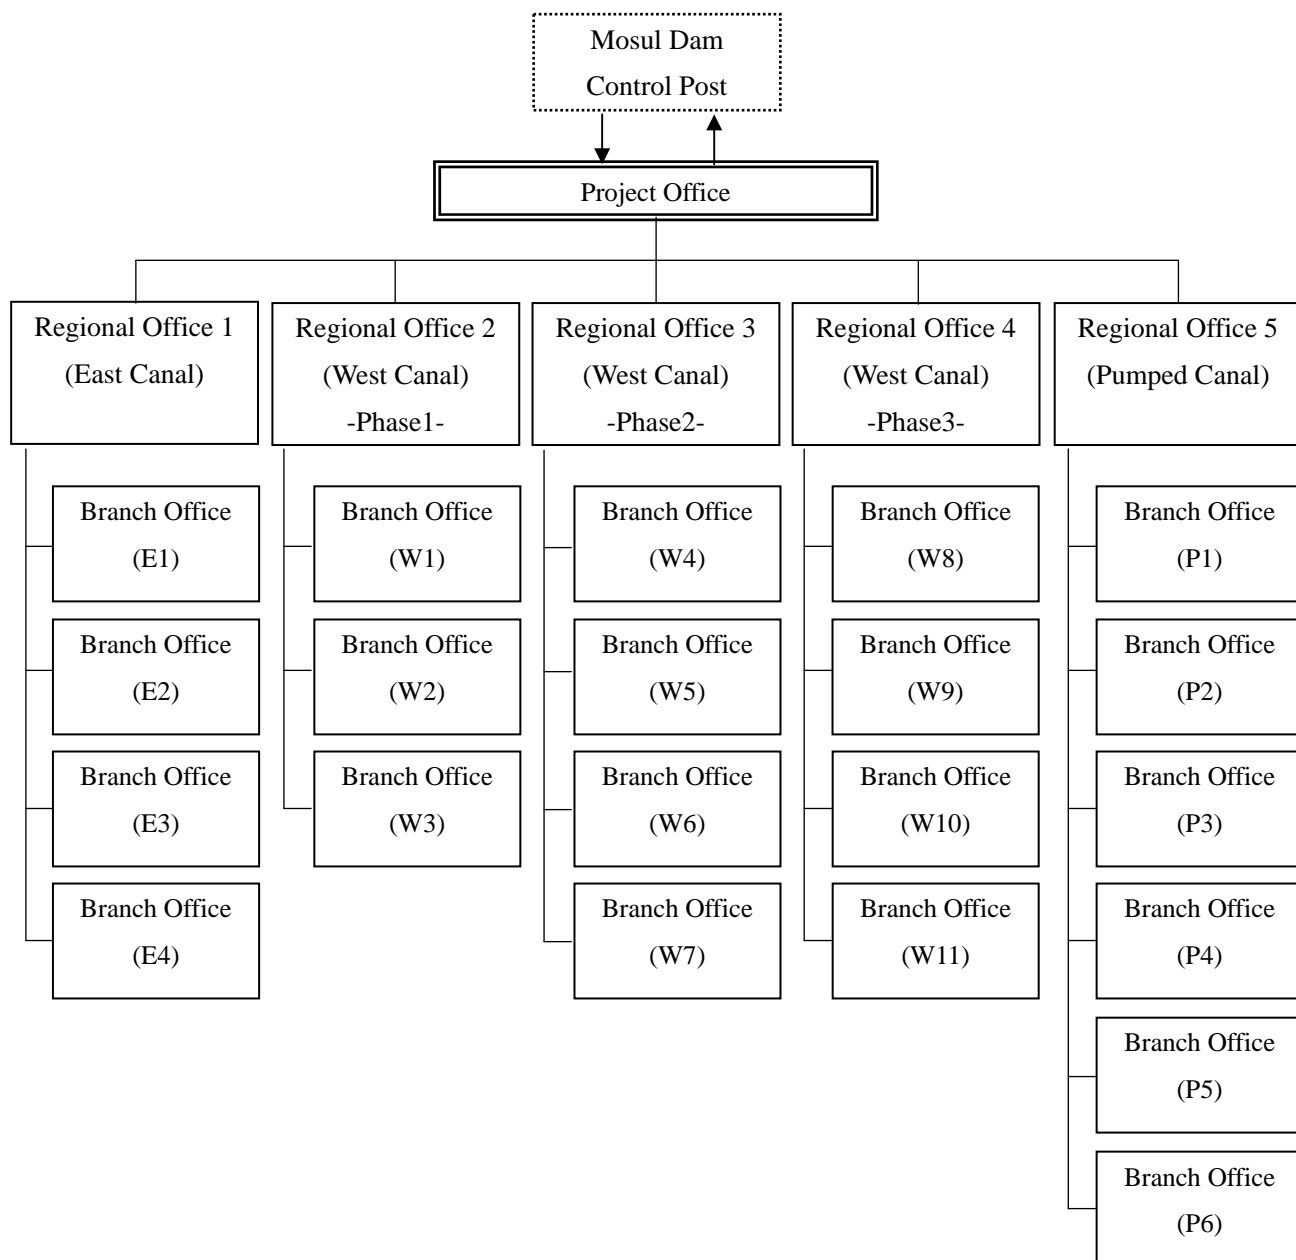 Mosul Dam
Control Post
Project Office
Regional Office 1
(East Canal)
Regional Office 2
(West Canal)
-Phase1-
Regional Office 3
(West Canal)
-Phase2-
Regional Office 4
(West Canal)
-Phase3-
Regional Office 5
(Pumped Canal)
Branch Office
(E1)
Branch Office
(E2)
Branch Office
(E3)
Branch Office
(E4)
Branch Office
(W1)
Branch Office
(W2)
Branch Office
(W3)
Branch Office
(W4)
Branch Office
(W5)
Branch Office
(W6)
Branch Office
(W7)
Branch Office
(W8)
Branch Office
(W9)
Branch Office
(W10)
Branch Office
(W11)
Branch Office
(P1)
Branch Office
(P2)
Branch Office
(P3)
Branch Office
(P4)
Branch Office
(P5)
Branch Office
(P6)